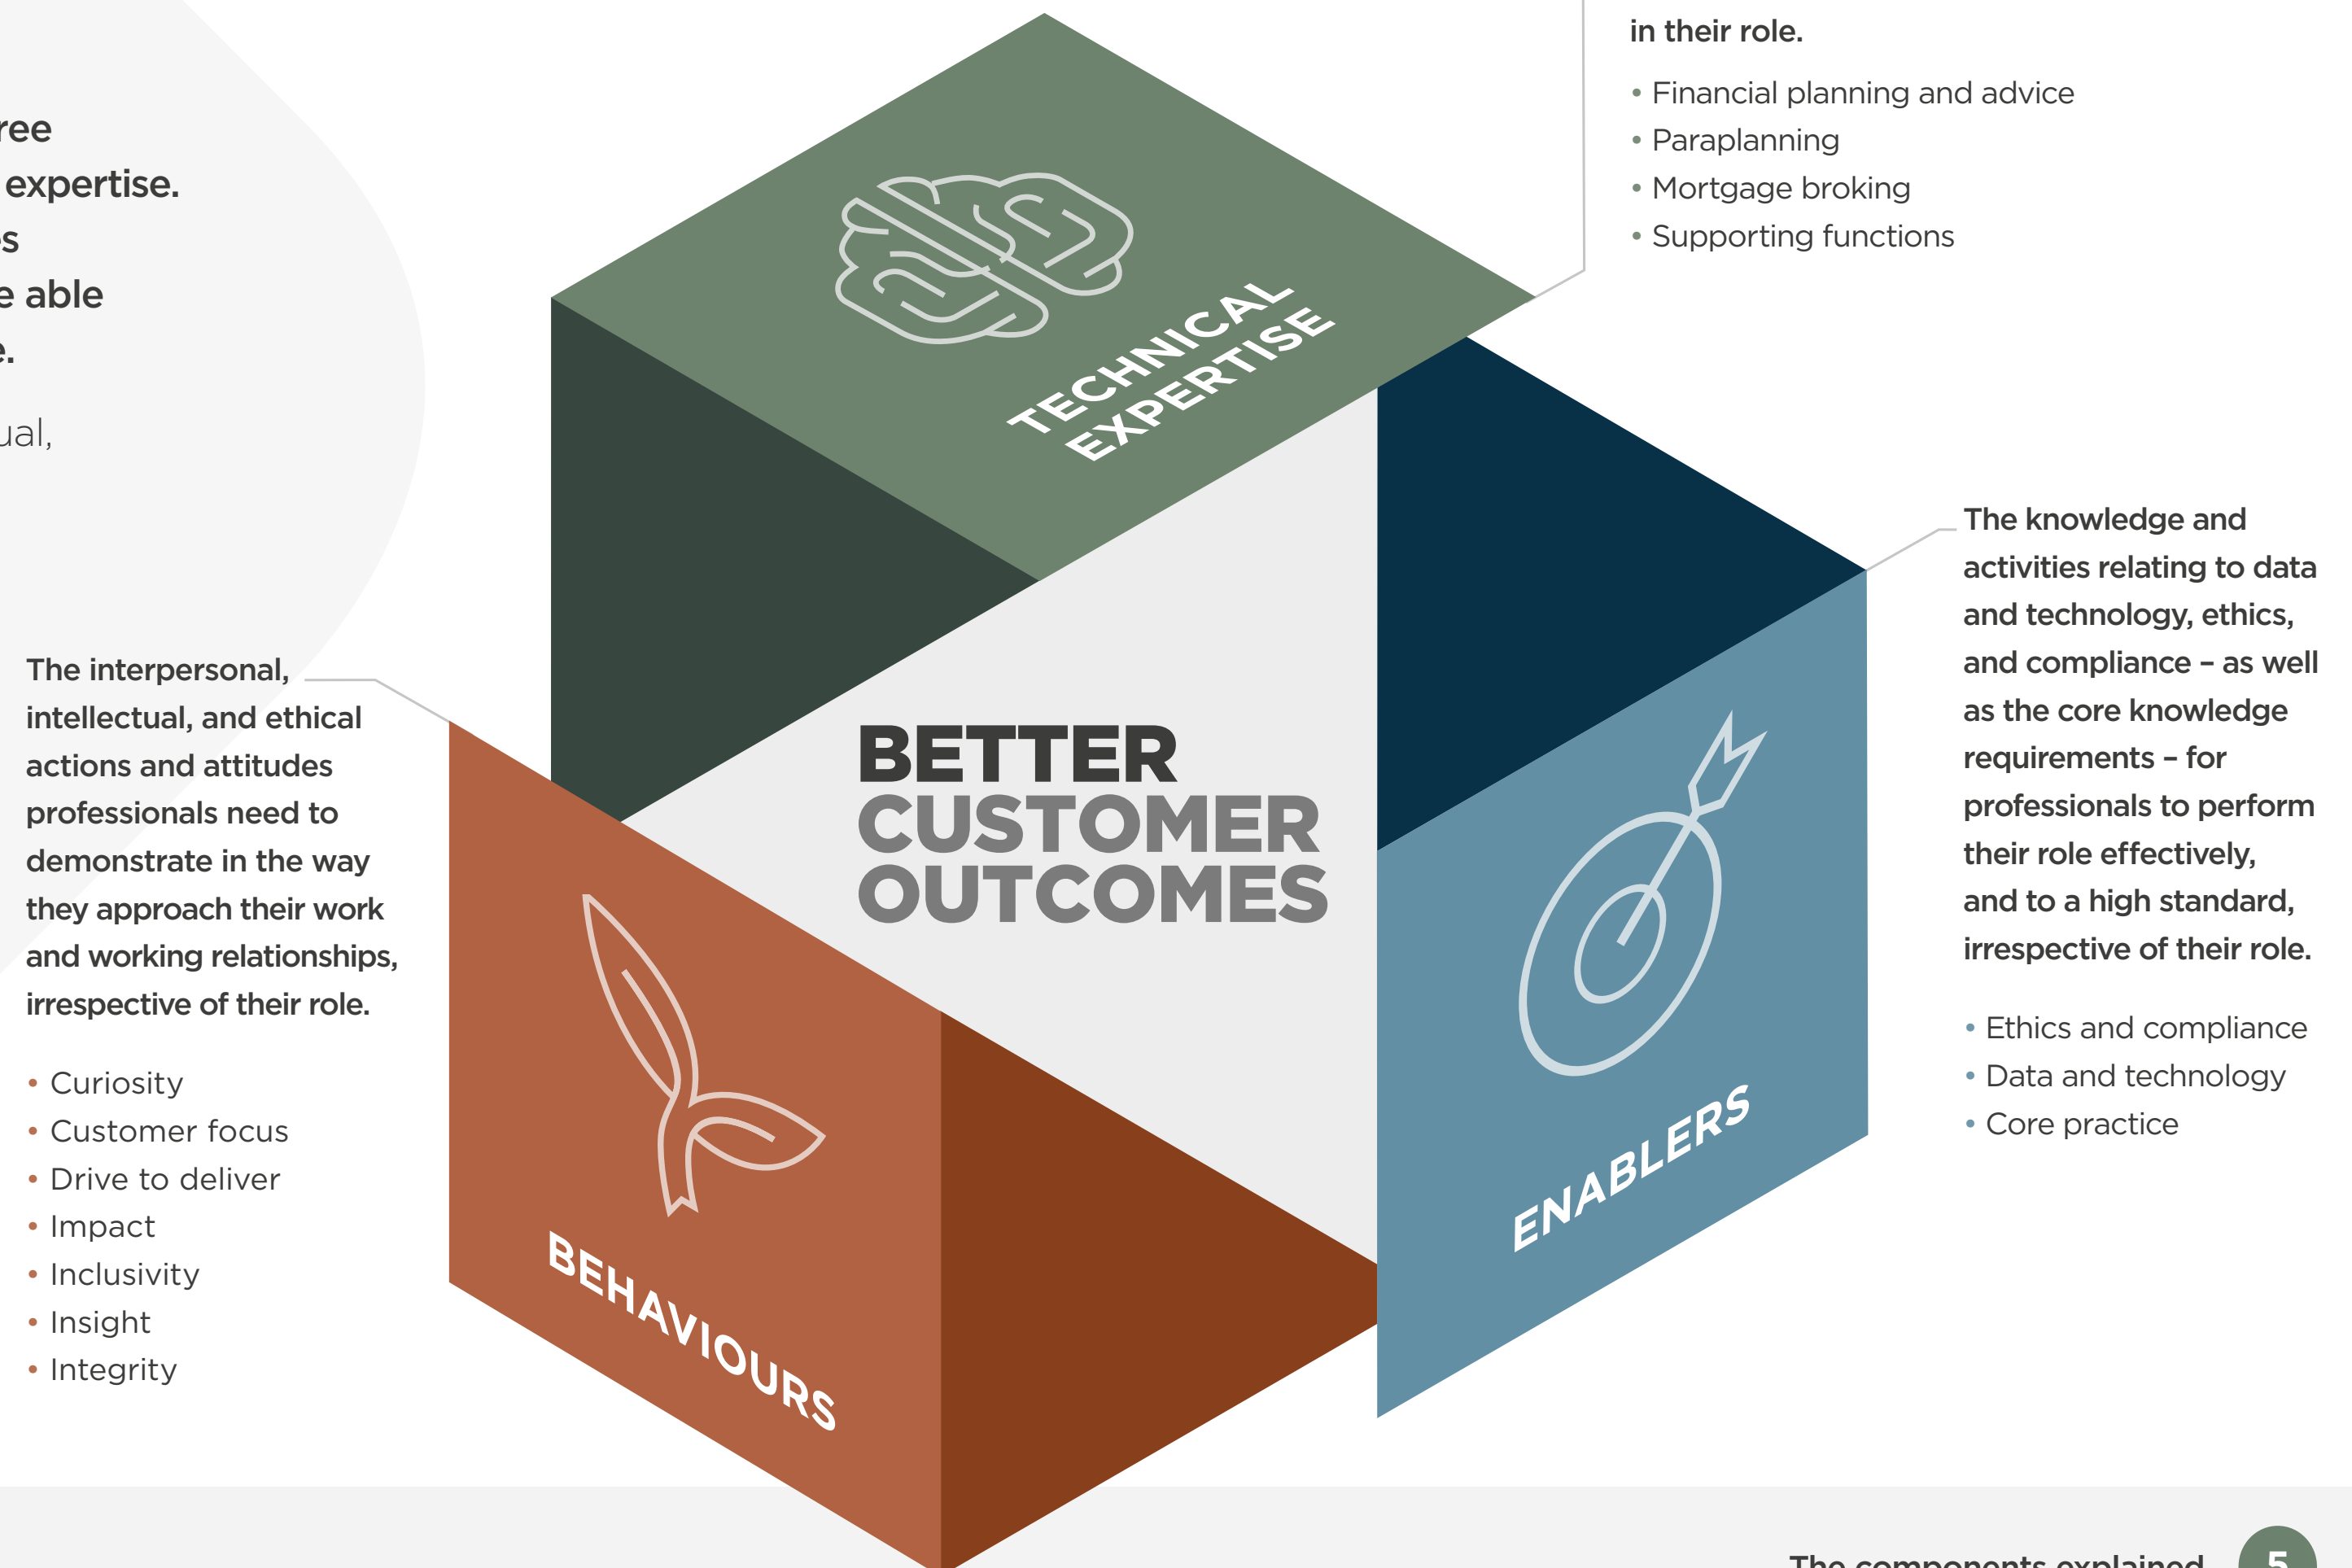 ree
expertise.
s
e able
e.
ual,
in their role.
• Financial planning and advice
• Paraplanning
• Mortgage broking
• Supporting functions
TECHNICAL
EXPERTISE
The knowledge and
activities relating to data
and technology, ethics,
and compliance – as well
as the core knowledge
requirements – for
professionals to perform
their role effectively,
and to a high standard,
irrespective of their role.
• Ethics and compliance
• Data and technology
• Core practice
The interpersonal,
intellectual, and ethical
actions and attitudes
professionals need to
demonstrate in the way
they approach their work
and working relationships,
irrespective of their role.
• Curiosity
• Customer focus
• Drive to deliver
• Impact
• Inclusivity
• Insight
• Integrity
BETTER
CUSTOMER
OUTCOMES
ENABLERS
BEHAVIOURS
The components explained
5